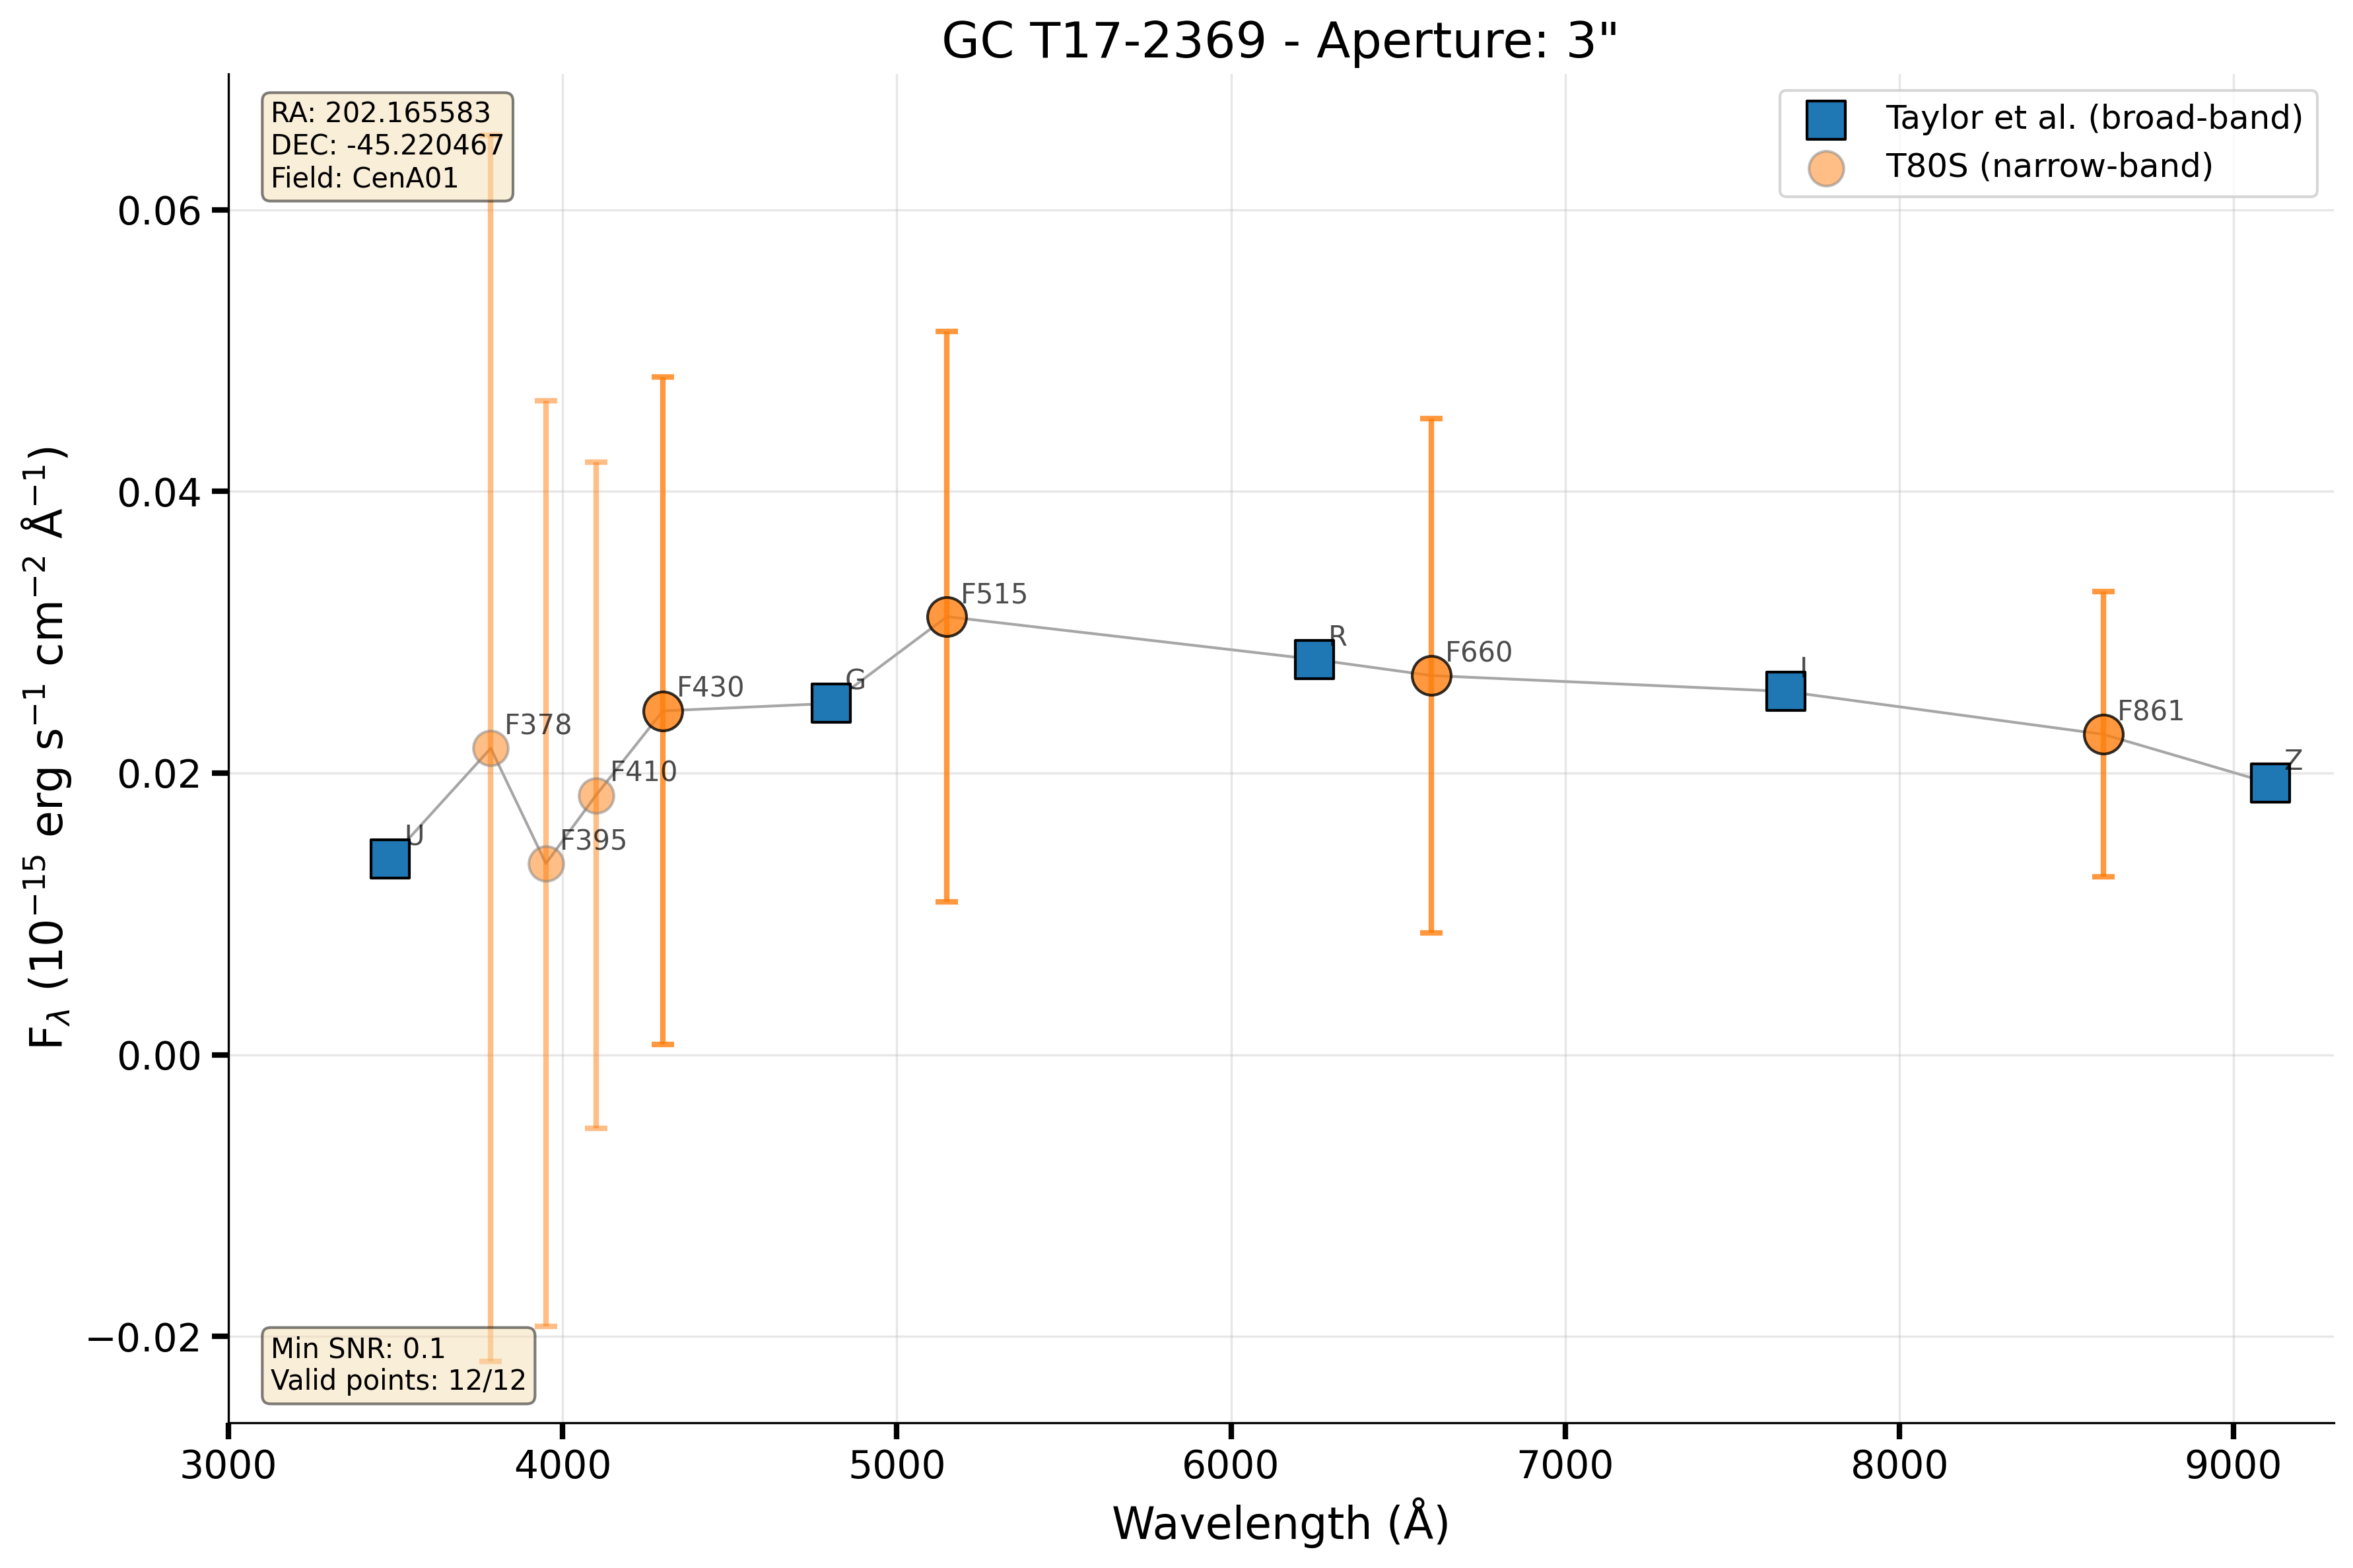 GC T17-2369 - Aperture: 3"
RA: 202.165583
DEC: -45.220467
Field: CenA01
Taylor et al. (broad-band)
T80S (narrow-band)
0.06
0.04
0.02
0.00
−0.02
F_λ (10⁻¹⁵ erg s⁻¹ cm⁻² Å⁻¹)
U
F378
F395
F410
F430
G
F515
R
F660
I
F861
Z
Min SNR: 0.1
Valid points: 12/12
3000 4000 5000 6000 7000 8000 9000
Wavelength (Å)